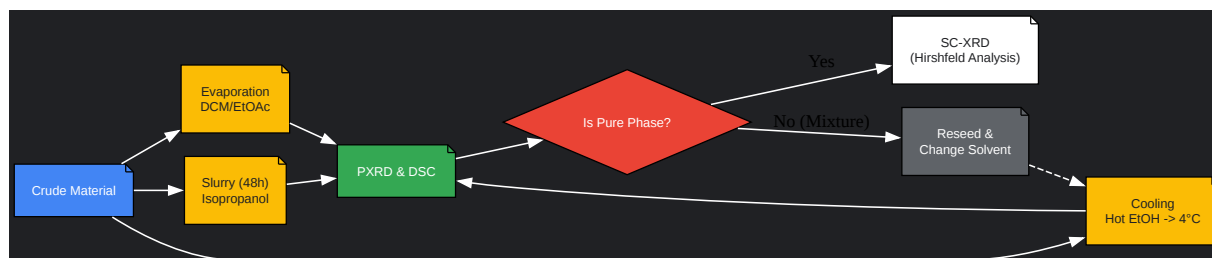 Crude Material
Evaporation
DCM/EtOAc
Slurry (48h)
Isopropanol
PXRD & DSC
Is Pure Phase?
Yes
No (Mixture)
SC-XRD
(Hirshfeld Analysis)
Reseed &
Change Solvent
Cooling
Hot EtOH -> 4°C